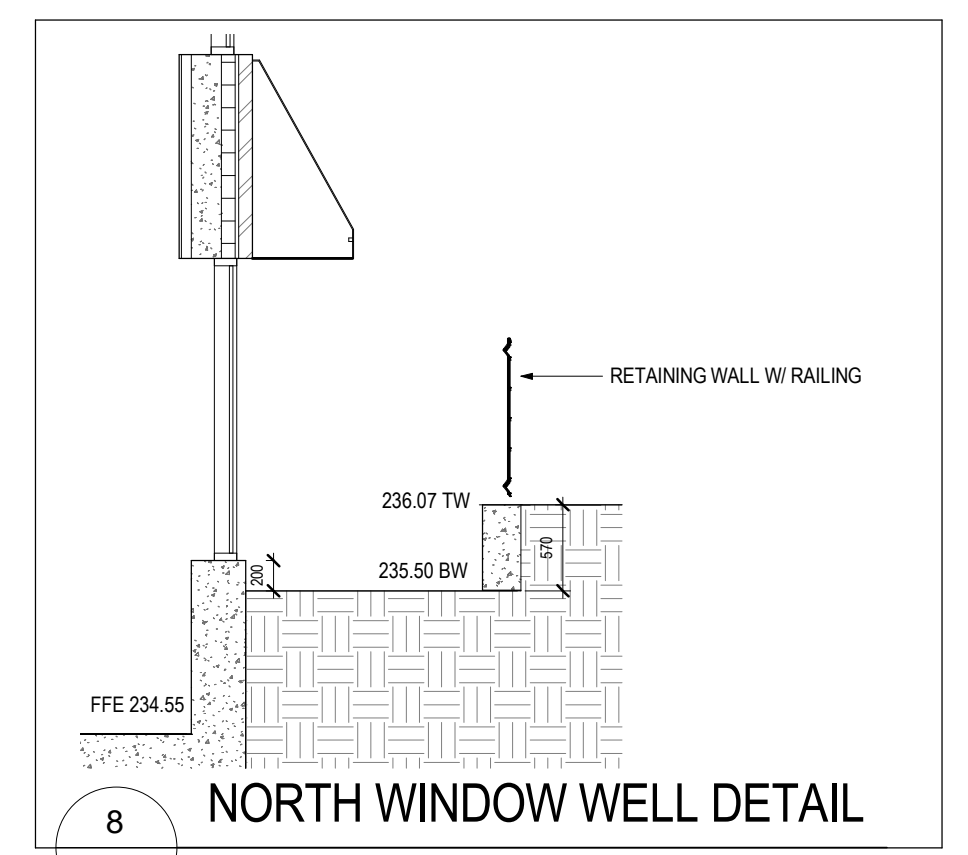 RETAINING WALL W/ RAILING
236.07 TW
570
235.50 BW
200
FFE 234.55
8
NORTH WINDOW WELL DETAIL